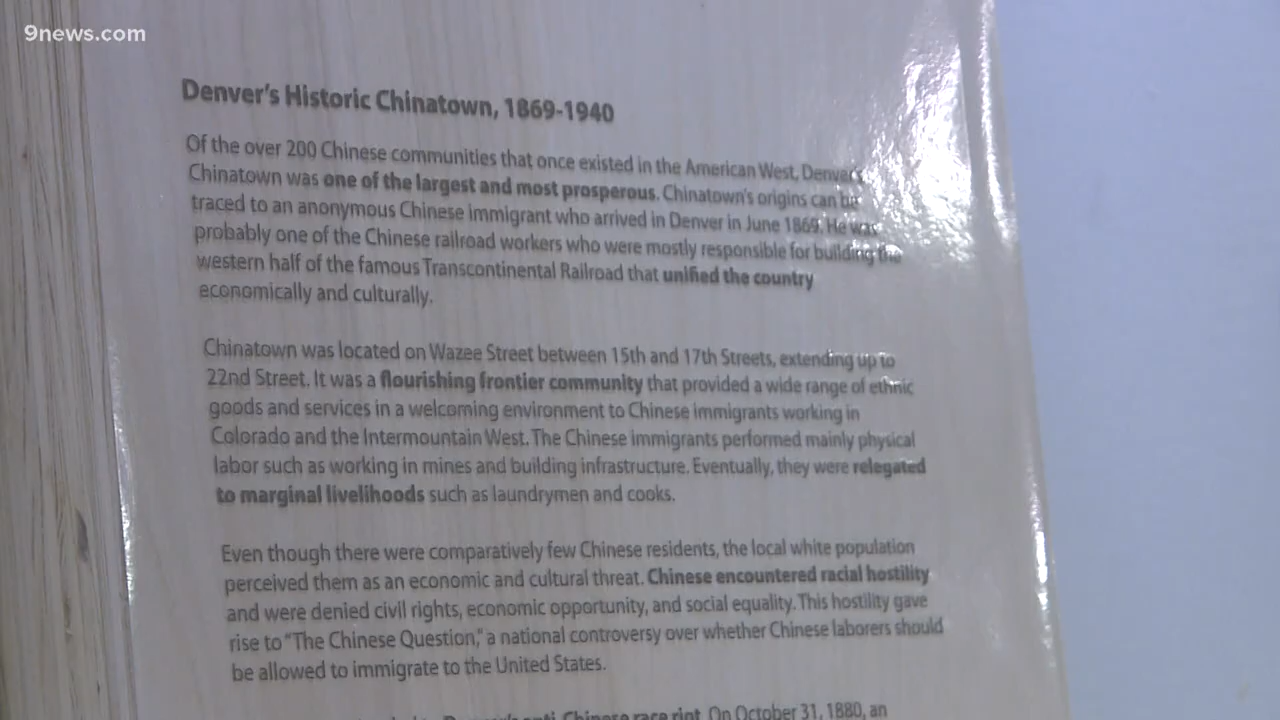 9news.com
Denver's Historic Chinatown, 1869-1940
Of the over 200 Chinese communities that once existed in the American West, Denver's
Chinatown was one of the largest and most prosperous. Chinatown's origins can be
traced to an anonymous Chinese immigrant who arrived in Denver in June 1869. He was
probably one of the Chinese railroad workers who were mostly responsible for building the
western half of the famous Transcontinental Railroad that unified the country
economically and culturally.
Chinatown was located on Wazee Street between 15th and 17th Streets, extending up to
22nd Street. It was a flourishing frontier community that provided a wide range of ethnic
goods and services in a welcoming environment to Chinese immigrants working in
Colorado and the Intermountain West. The Chinese immigrants performed mainly physical
labor such as working in mines and building infrastructure. Eventually, they were relegated
to marginal livelihoods such as laundrymen and cooks.
Even though there were comparatively few Chinese residents, the local white population
perceived them as an economic and cultural threat. Chinese encountered racial hostility
and were denied civil rights, economic opportunity, and social equality. This hostility gave
rise to "The Chinese Question," a national controversy over whether Chinese laborers should
be allowed to immigrate to the United States.
Chinese race riot. On October 31, 1880, an